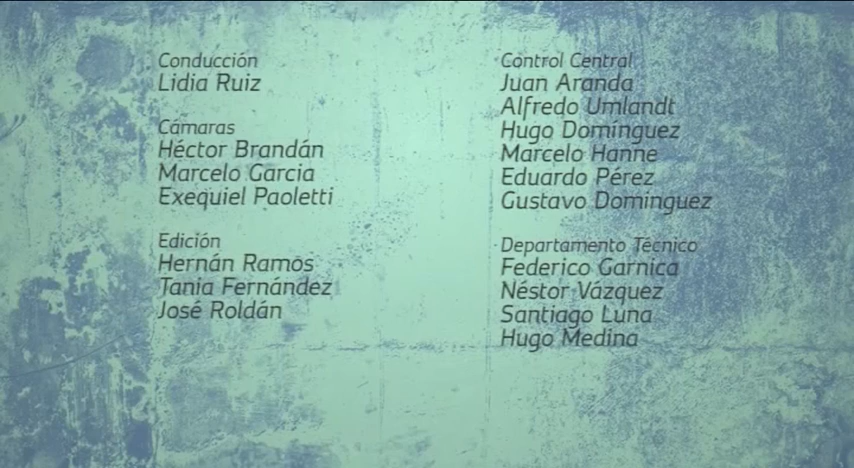 Conducción
Lidia Ruiz
Cámaras
Héctor Brandán
Marcelo Garcia
Exequiel Paoletti
Edición
Hernán Ramos
Tania Fernández
José Roldán
Control Central
Juan Aranda
Alfredo Umlandt
Hugo Domínguez
Marcelo Hanne
Eduardo Pérez
Gustavo Domínguez
Departamento Técnico
Federico Garnica
Néstor Vázquez
Santiago Luna
Hugo Medina